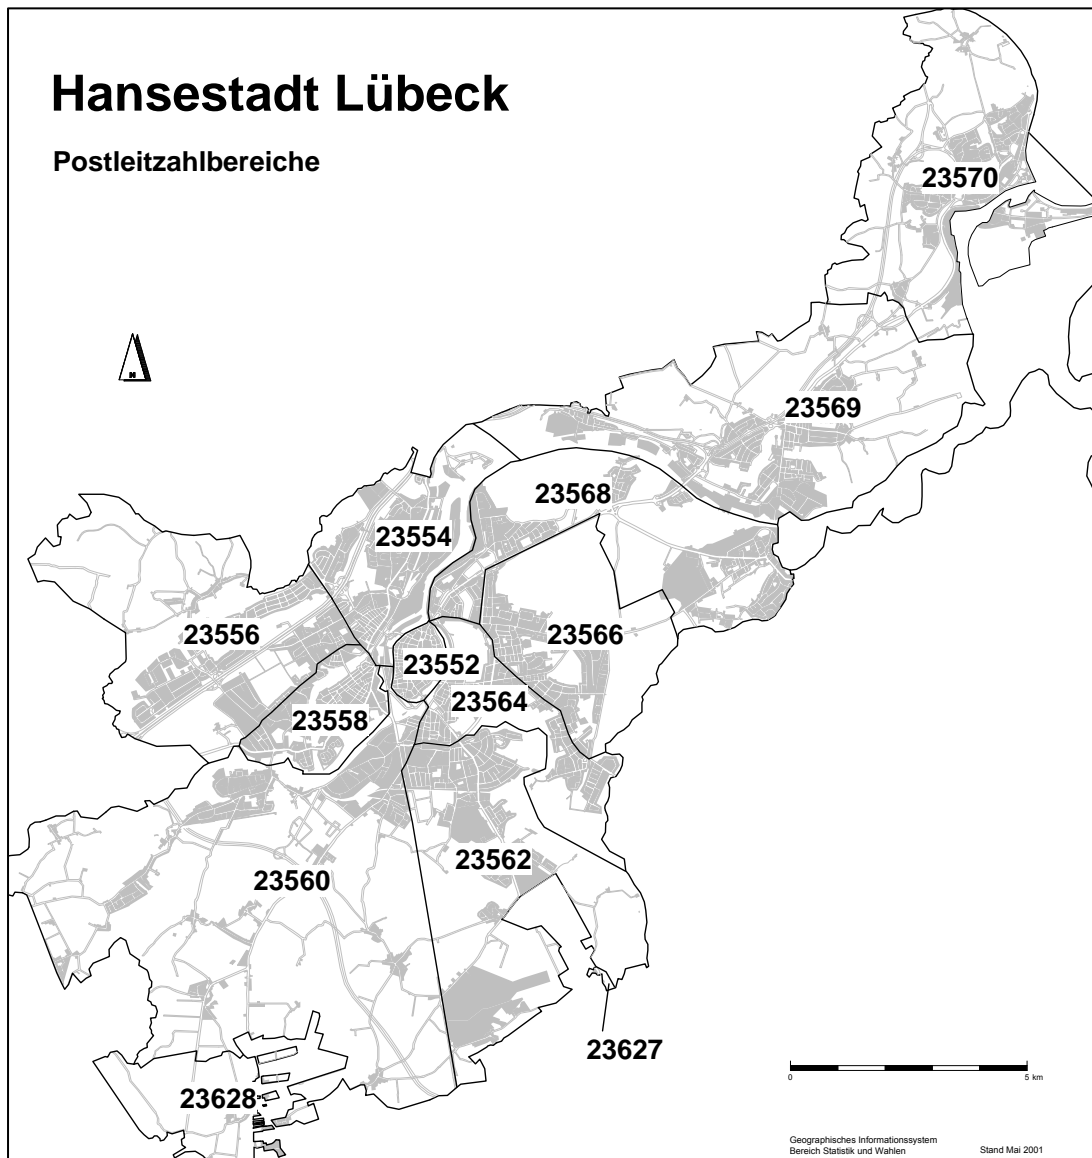 Hansestadt Lübeck
Postleitzahlbereiche
23570
23569
23568
23554
23556
23566
23552
23564
23558
23562
23560
23627
23628
N
0
5 km
Geographisches Informationssystem
Bereich Statistik und Wahlen
Stand Mai 2001